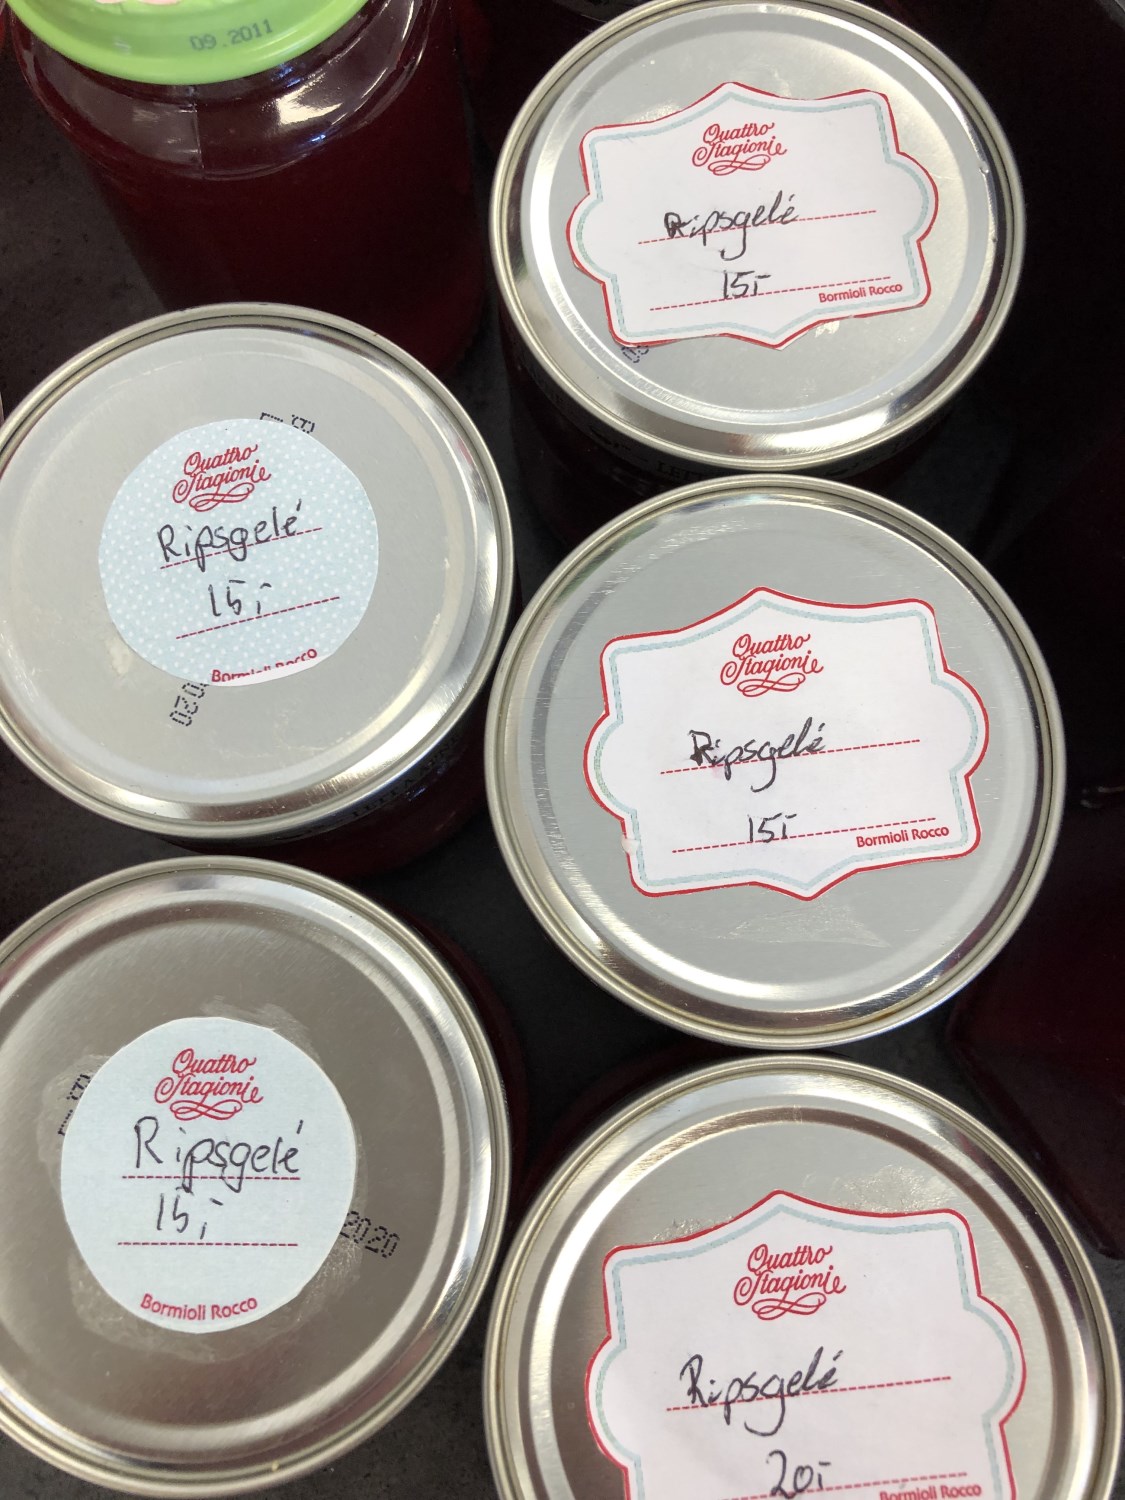 09.2011
Quattro
Stagioni
Ripsgelé
15,-
Bormioli Rocco
Quattro
Stagioni
Ripsgelé
15,-
Bormioli Rocco
2020
Quattro
Stagioni
Ripsgelé
15,-
Bormioli Rocco
Quattro
Stagioni
Ripsgelé
15,-
2020
Bormioli Rocco
Quattro
Stagioni
Ripsgelé
20,-
Bormioli Rocco